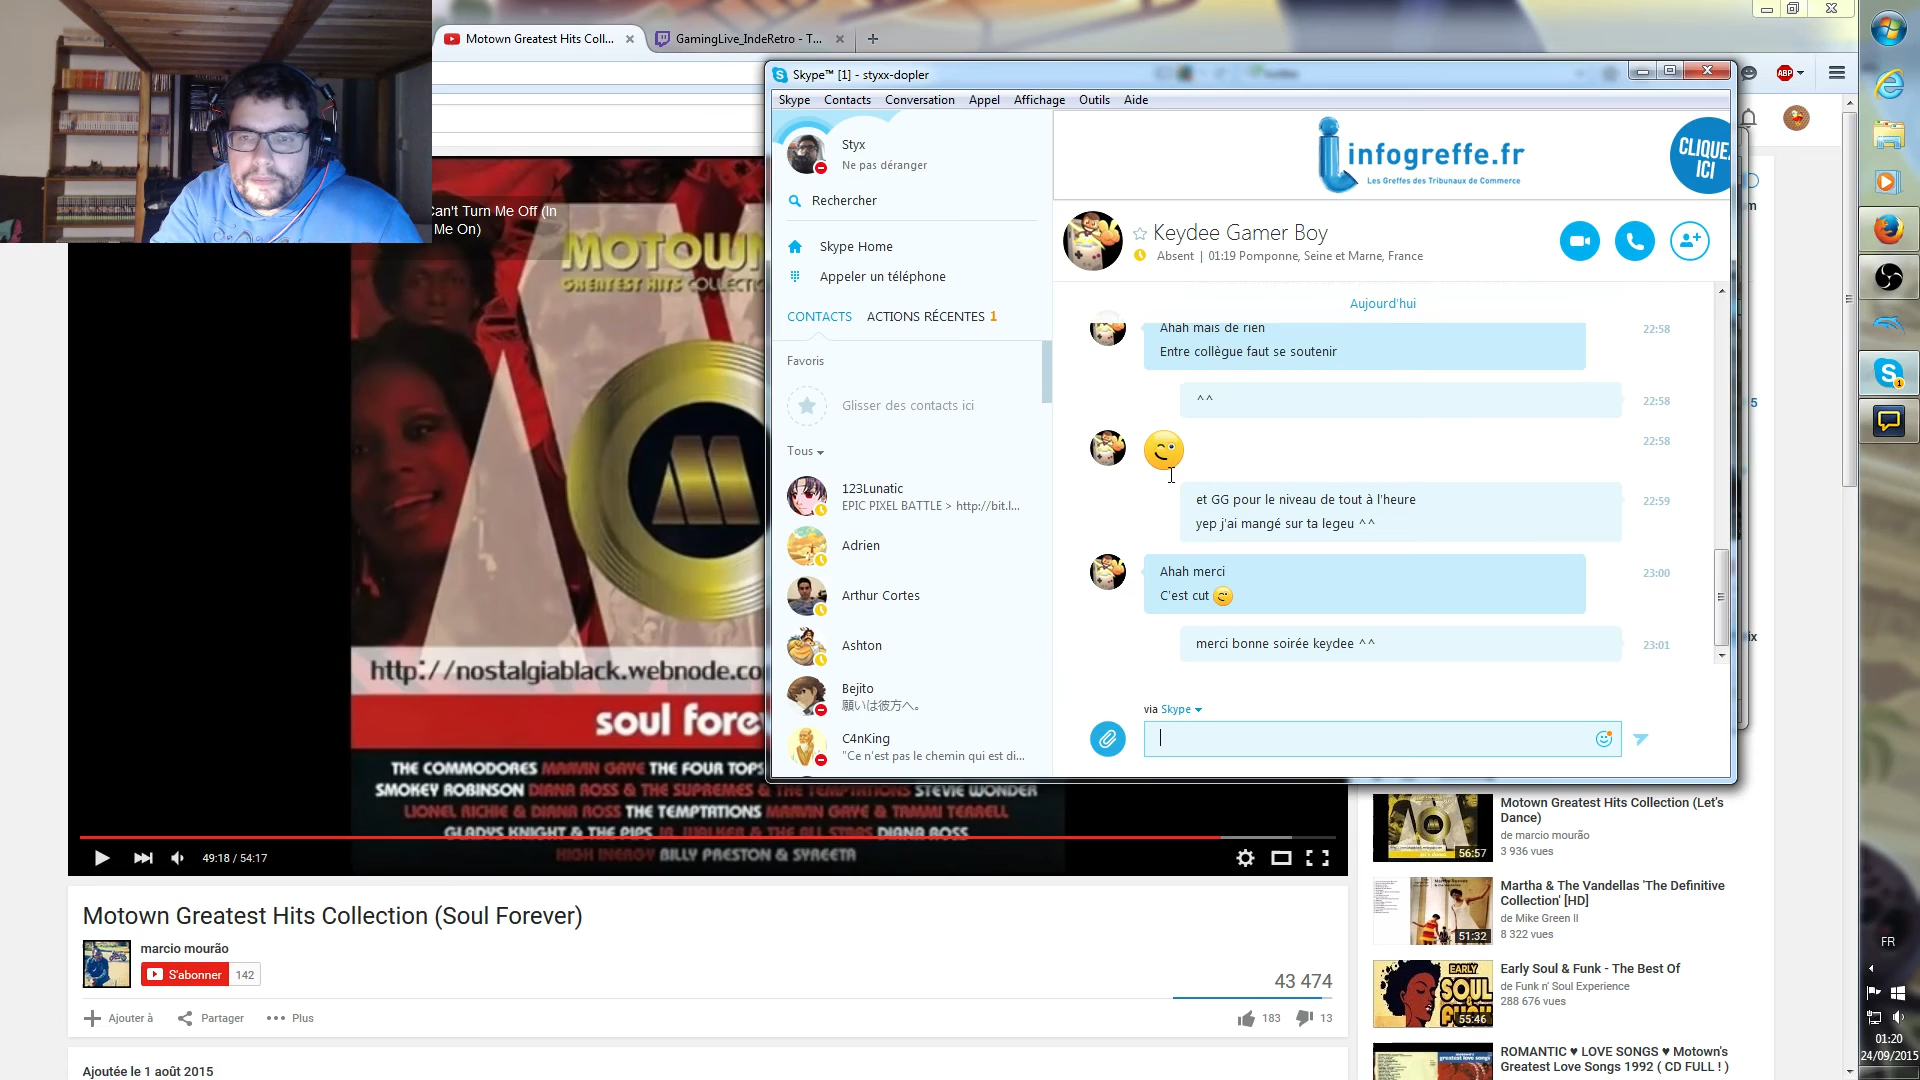 Motown Greatest Hits Coll...
GamingLive_IndeRetro - T...
Skype™ [1] - styxx-dopler
Skype Contacts Conversation Appel Affichage Outils Aide
ABP
Styx
Ne pas déranger
Rechercher
Skype Home
Appeler un téléphone
CONTACTS ACTIONS RÉCENTES 1
Favoris
Glisser des contacts ici
Tous
123Lunatic
EPIC PIXEL BATTLE > http://bit.l...
Adrien
Arthur Cortes
Ashton
Bejito
願いは彼方へ。
C4nKing
"Ce n'est pas le chemin qui est di...
infogreffe.fr
Les Greffes des Tribunaux de Commerce
CLIQUEZ
ICI
Keydee Gamer Boy
Absent | 01:19 Pomponne, Seine et Marne, France
Aujourd'hui
Ahah mais de rien 22:58
Entre collègue faut se soutenir
^^ 22:58
22:58
et GG pour le niveau de tout à l'heure 22:59
yep j'ai mangé sur ta legeu ^^
Ahah merci 23:00
C'est cut
merci bonne soirée keydee ^^ 23:01
via Skype
Can't Turn Me Off (In
Me On)
MOTOWN
GREATEST HITS COLLECTION
http://nostalgiablack.webnode.co
soul forev
THE COMMODORES MARVIN GAYE THE FOUR TOPS
SMOKEY ROBINSON DIANA ROSS & THE SUPREMES & THE TEMPTATIONS STEVIE WONDER
LIONEL RICHIE & DIANA ROSS THE TEMPTATIONS MARVIN GAYE & TAMMI TERRELL
GLADYS KNIGHT & THE PIPS JR. WALKER & THE ALL STARS DIANA ROSS
HIGH INERGY BILLY PRESTON & SYREETA
49:18 / 54:17
Motown Greatest Hits Collection (Soul Forever)
marcio mourão
S'abonner 142
43 474
Ajouter à Partager Plus
183 13
Ajoutée le 1 août 2015
Motown Greatest Hits Collection (Let's
Dance)
de marcio mourão
3 936 vues
56:57
Martha & The Vandellas 'The Definitive
Collection' [HD]
de Mike Green II
8 322 vues
51:32
Early Soul & Funk - The Best Of
de Funk n' Soul Experience
288 676 vues
EARLY
SOUL
55:46
ROMANTIC ♥ LOVE SONGS ♥ Motown's
Greatest Love Songs 1992 ( CD FULL ! )
FR
01:20
24/09/2015